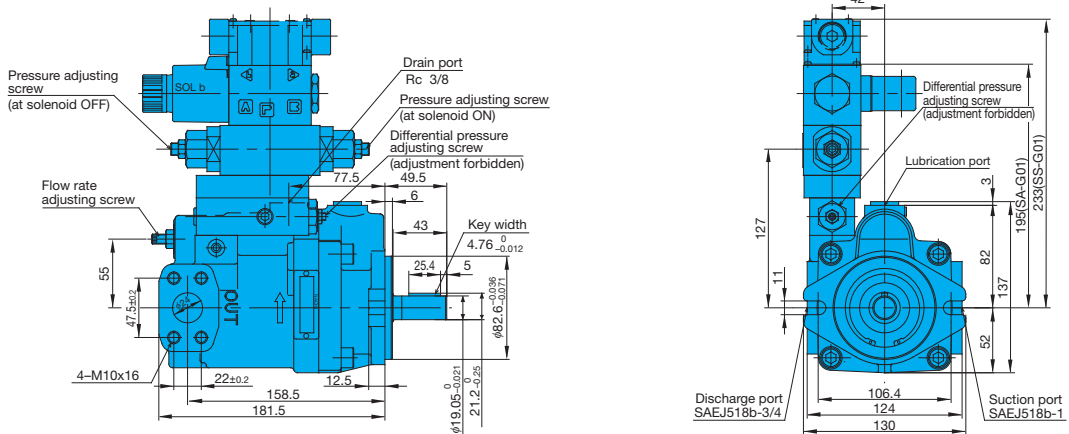 Pressure adjusting
screw
(at solenoid OFF)
SOL b
A
P
B
Drain port
Rc 3/8
Pressure adjusting screw
(at solenoid ON)
Differential pressure
adjusting screw
(adjustment forbidden)
77.5
49.5
6
43
Flow rate
adjusting screw
Key width
4.76 0 -0.012
25.4
5
55
47.5±0.2
OUT
4–M10x16
22±0.2
12.5
158.5
181.5
φ82.6 -0.036 -0.071
φ19.05 0 -0.021
21.2 0 -0.25
42
Differential pressure
adjusting screw
(adjustment forbidden)
Lubrication port
3
195(SA-G01)
233(SS-G01)
127
11
82
137
52
Discharge port
SAEJ518b-3/4
106.4
124
130
Suction port
SAEJ518b-1